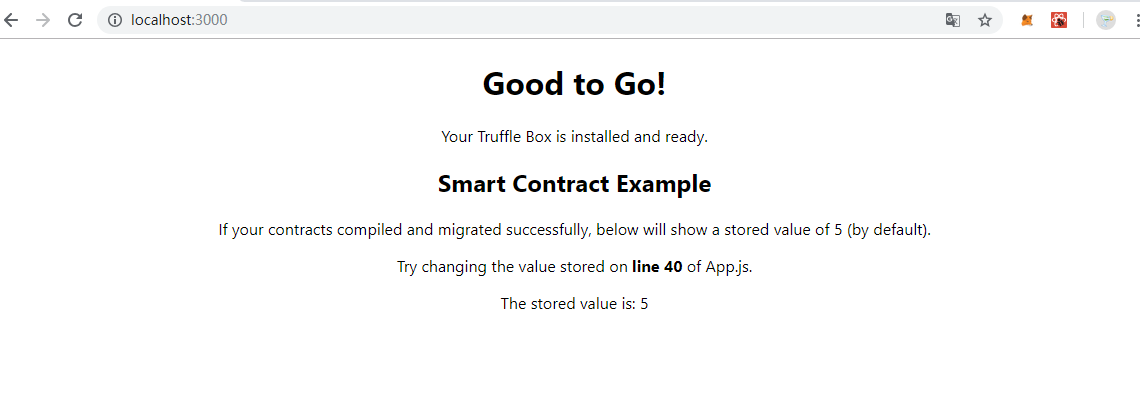 localhost:3000
Good to Go!
Your Truffle Box is installed and ready.
Smart Contract Example
If your contracts compiled and migrated successfully, below will show a stored value of 5 (by default).
Try changing the value stored on line 40 of App.js.
The stored value is: 5